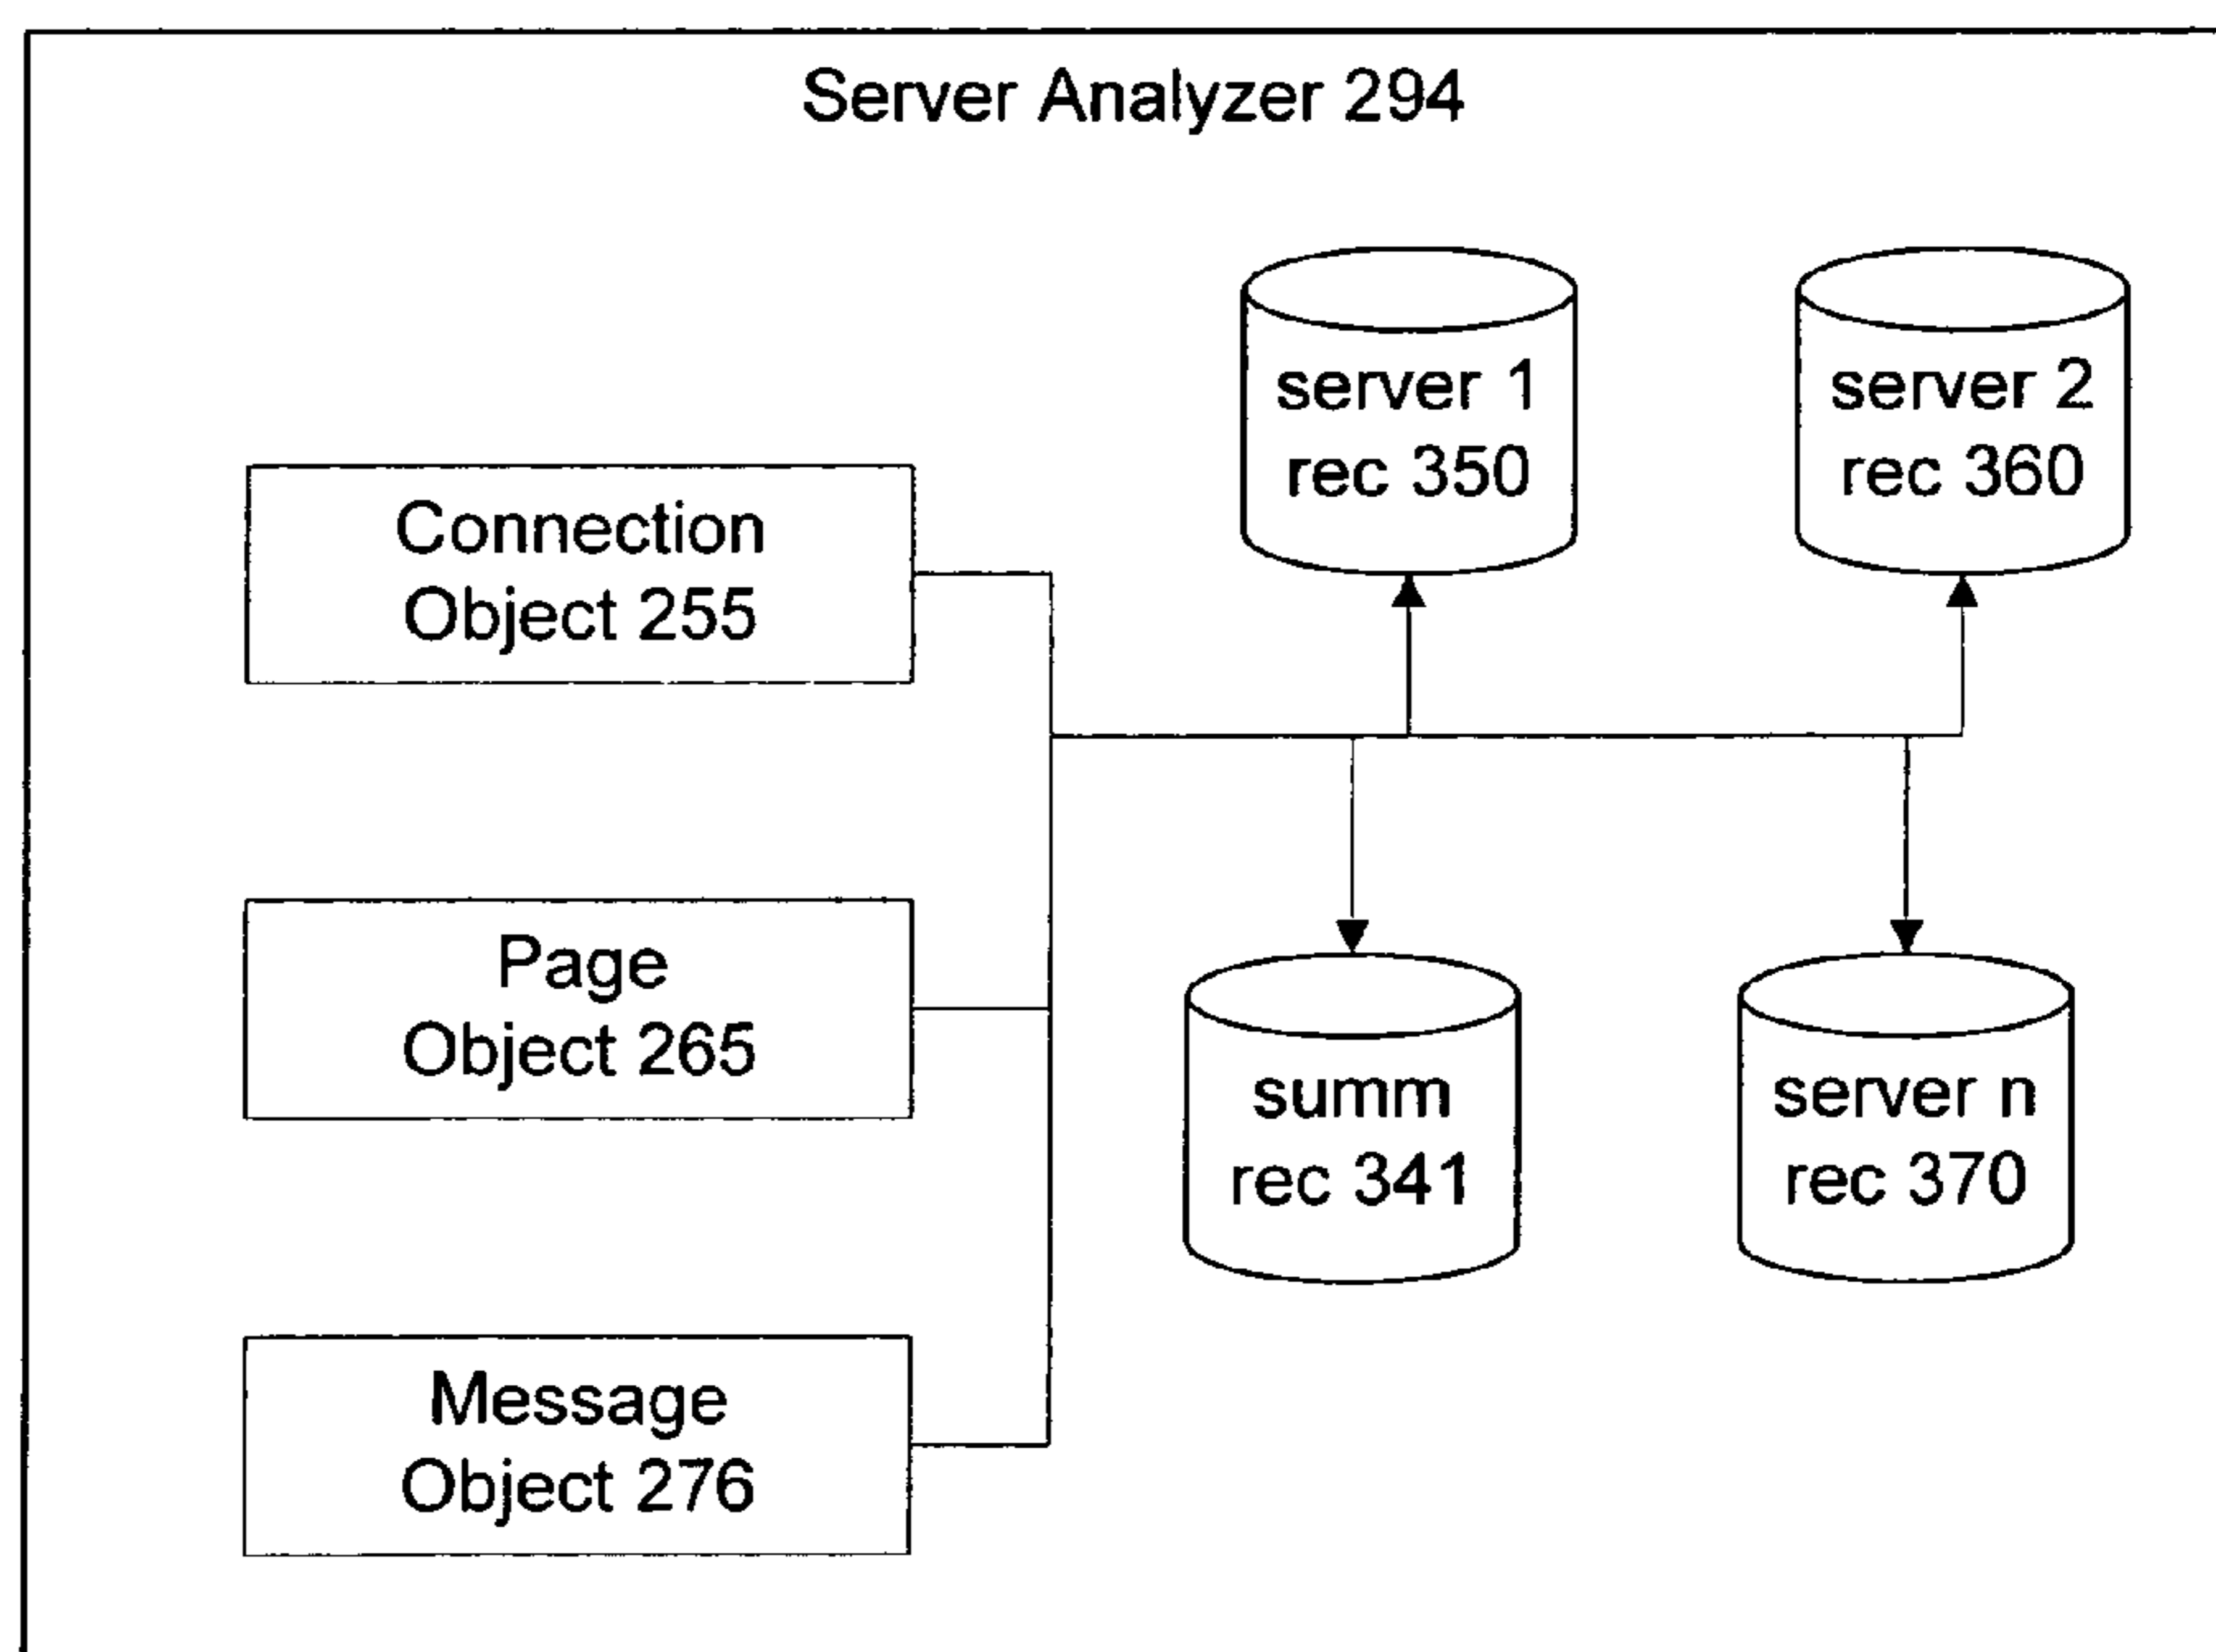 Server Analyzer 294
server 1
rec 350
server 2
rec 360
Connection
Object 255
Page
Object 265
summ
rec 341
server n
rec 370
Message
Object 276